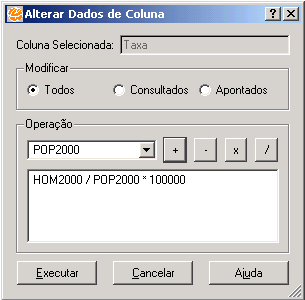 Alterar Dados de Coluna
Coluna Selecionada: Taxa
Modificar
Todos Consultados Apontados
Operação
POP2000 + - x /
HOM2000 / POP2000 * 100000
Executar Cancelar Ajuda